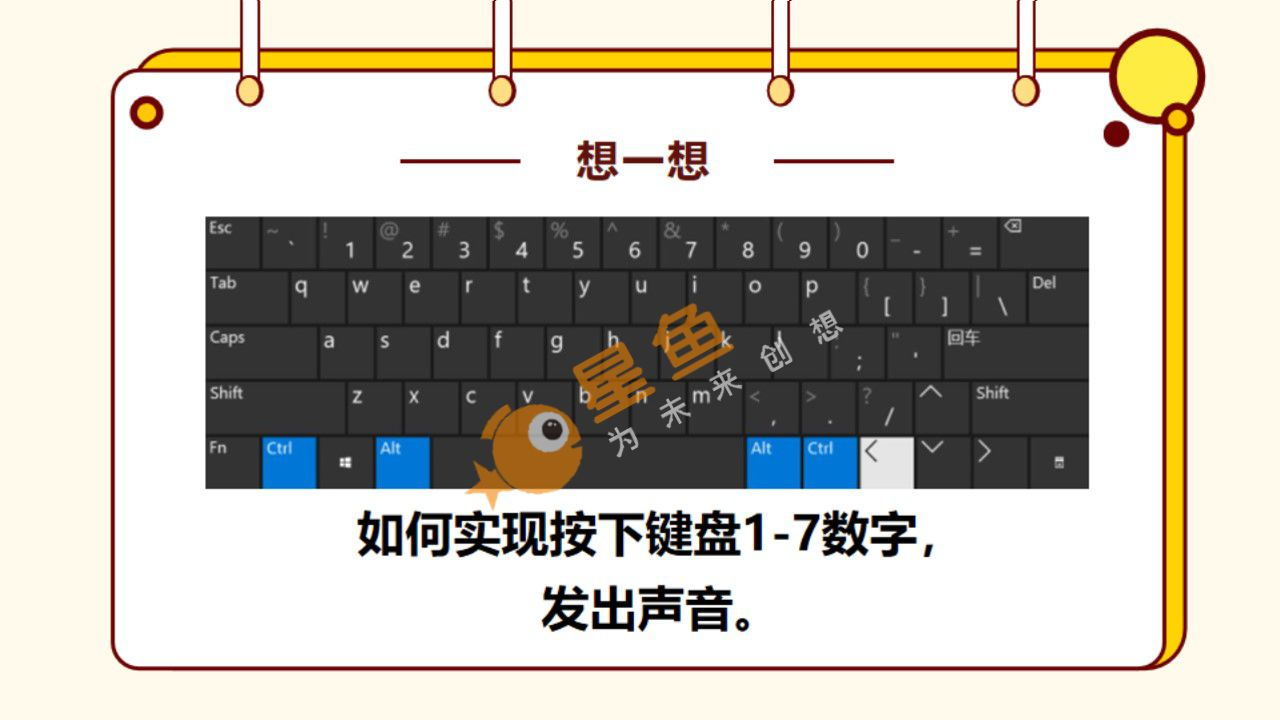 想一想
Esc ~ ` ! 1 @ 2 # 3 $ 4 % 5 ^ 6 & 7 * 8 ( 9 ) 0 _ - + =
Tab q w e r t y u i o p { [ } ] | \ Del
Caps a s d f g h j k l : ; " ' 回车
Shift z x c v b n m < , > . ? / Shift
Fn Ctrl Alt Alt Ctrl
星鱼
为未来创想
如何实现按下键盘1-7数字，
发出声音。